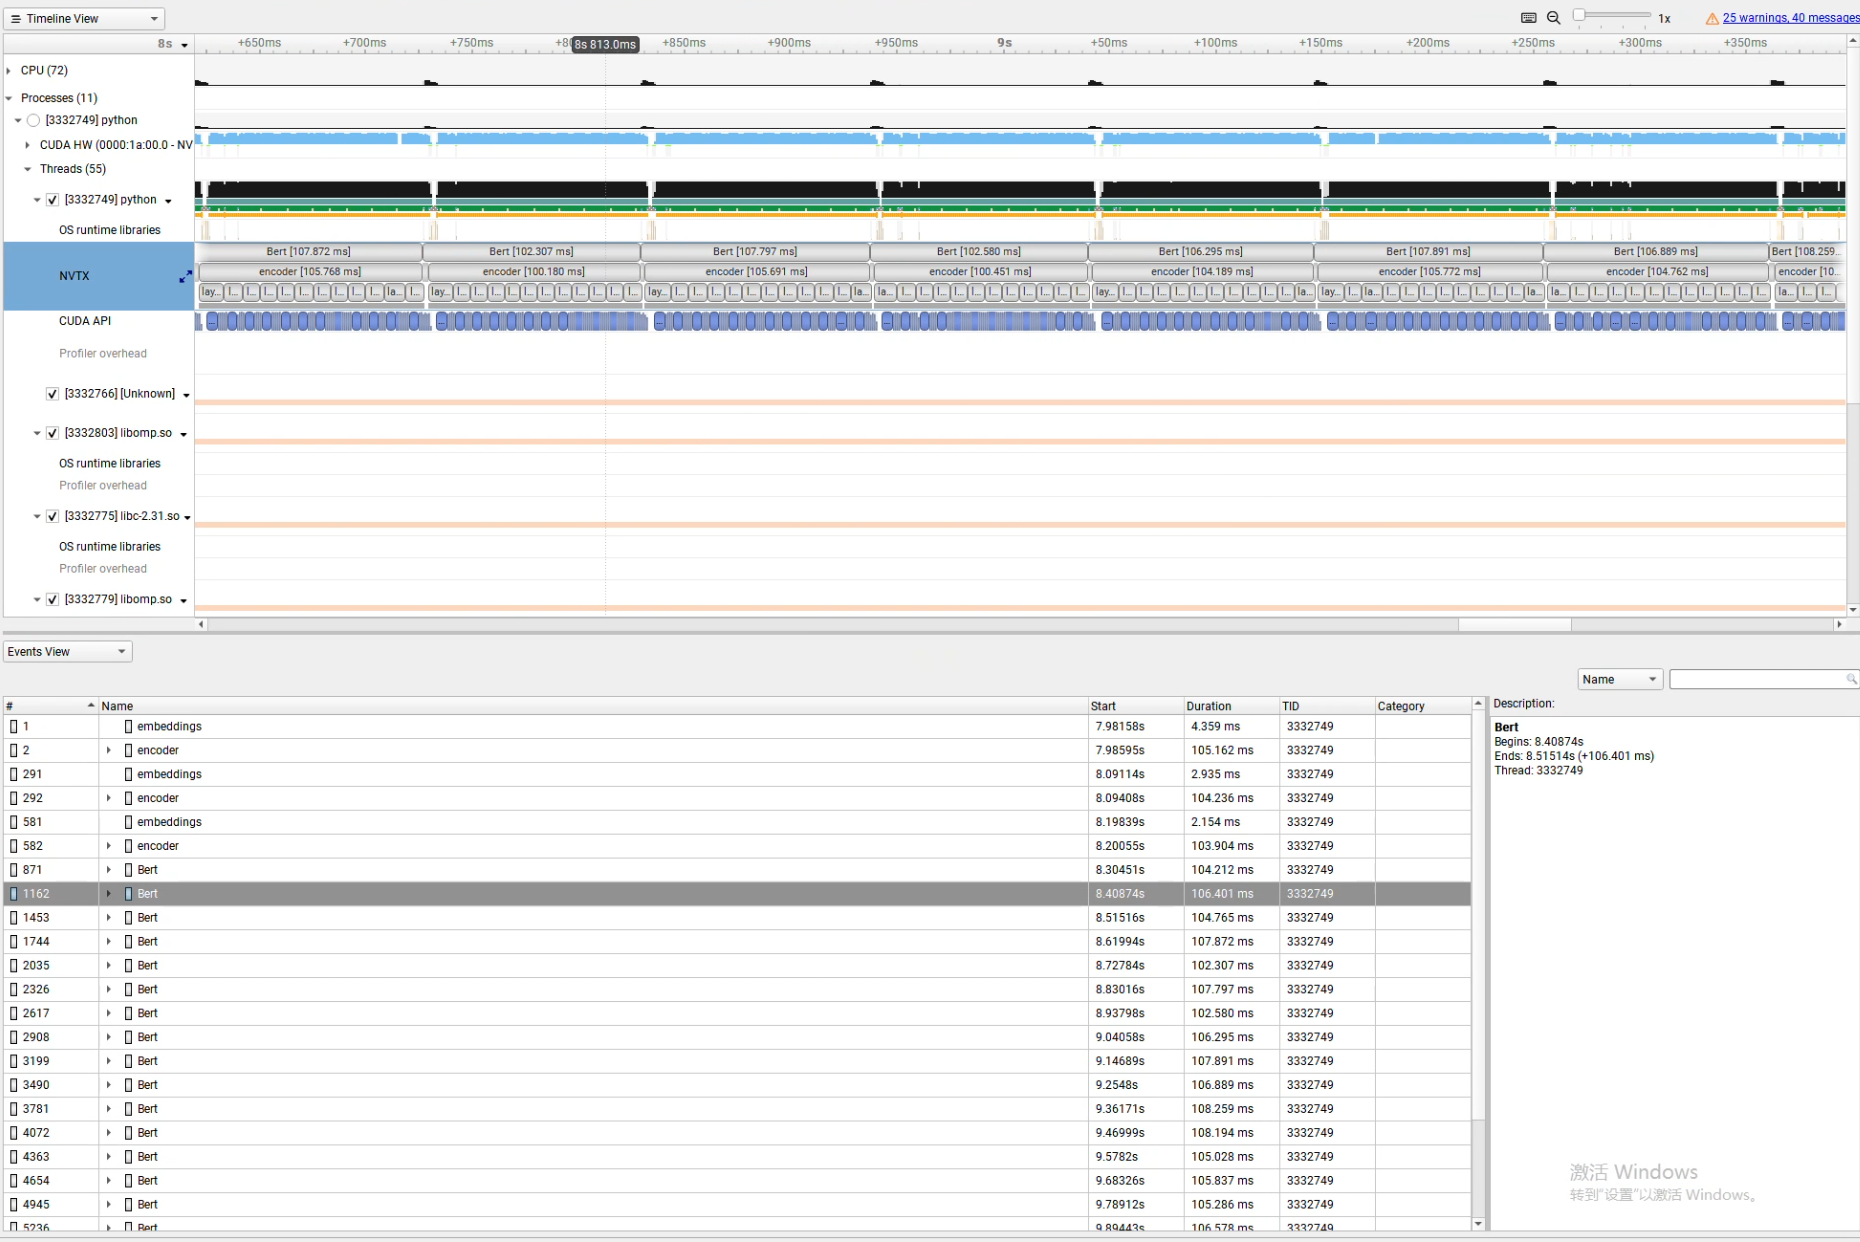 Timeline View
1x
25 warnings, 40 messages
8s
+650ms +700ms +750ms 8s 813.0ms +850ms +900ms +950ms 9s +50ms +100ms +150ms +200ms +250ms +300ms +350ms
CPU (72)
Processes (11)
[3332749] python
CUDA HW (0000:1a:00.0 - NV
Threads (55)
[3332749] python
OS runtime libraries
Bert [107.872 ms] Bert [102.307 ms] Bert [107.797 ms] Bert [102.580 ms] Bert [106.295 ms] Bert [107.891 ms] Bert [106.889 ms] Bert [108.259...
NVTX
encoder [105.768 ms] encoder [100.180 ms] encoder [105.691 ms] encoder [100.451 ms] encoder [104.189 ms] encoder [105.772 ms] encoder [104.762 ms] encoder [10...
CUDA API
Profiler overhead
[3332766] [Unknown]
[3332803] libomp.so
OS runtime libraries
Profiler overhead
[3332775] libc-2.31.so
OS runtime libraries
Profiler overhead
[3332779] libomp.so
Events View
Name
# Name Start Duration TID Category
1 embeddings 7.98158s 4.359 ms 3332749
2 encoder 7.98595s 105.162 ms 3332749
291 embeddings 8.09114s 2.935 ms 3332749
292 encoder 8.09408s 104.236 ms 3332749
581 embeddings 8.19839s 2.154 ms 3332749
582 encoder 8.20055s 103.904 ms 3332749
871 Bert 8.30451s 104.212 ms 3332749
1162 Bert 8.40874s 106.401 ms 3332749
1453 Bert 8.51516s 104.765 ms 3332749
1744 Bert 8.61994s 107.872 ms 3332749
2035 Bert 8.72784s 102.307 ms 3332749
2326 Bert 8.83016s 107.797 ms 3332749
2617 Bert 8.93798s 102.580 ms 3332749
2908 Bert 9.04058s 106.295 ms 3332749
3199 Bert 9.14689s 107.891 ms 3332749
3490 Bert 9.2548s 106.889 ms 3332749
3781 Bert 9.36171s 108.259 ms 3332749
4072 Bert 9.46999s 108.194 ms 3332749
4363 Bert 9.5782s 105.028 ms 3332749
4654 Bert 9.68326s 105.837 ms 3332749
4945 Bert 9.78912s 105.286 ms 3332749
5236 Bert 9.89443s 106.578 ms 3332749
Description:
Bert
Begins: 8.40874s
Ends: 8.51514s (+106.401 ms)
Thread: 3332749
激活 Windows
转到"设置"以激活 Windows。